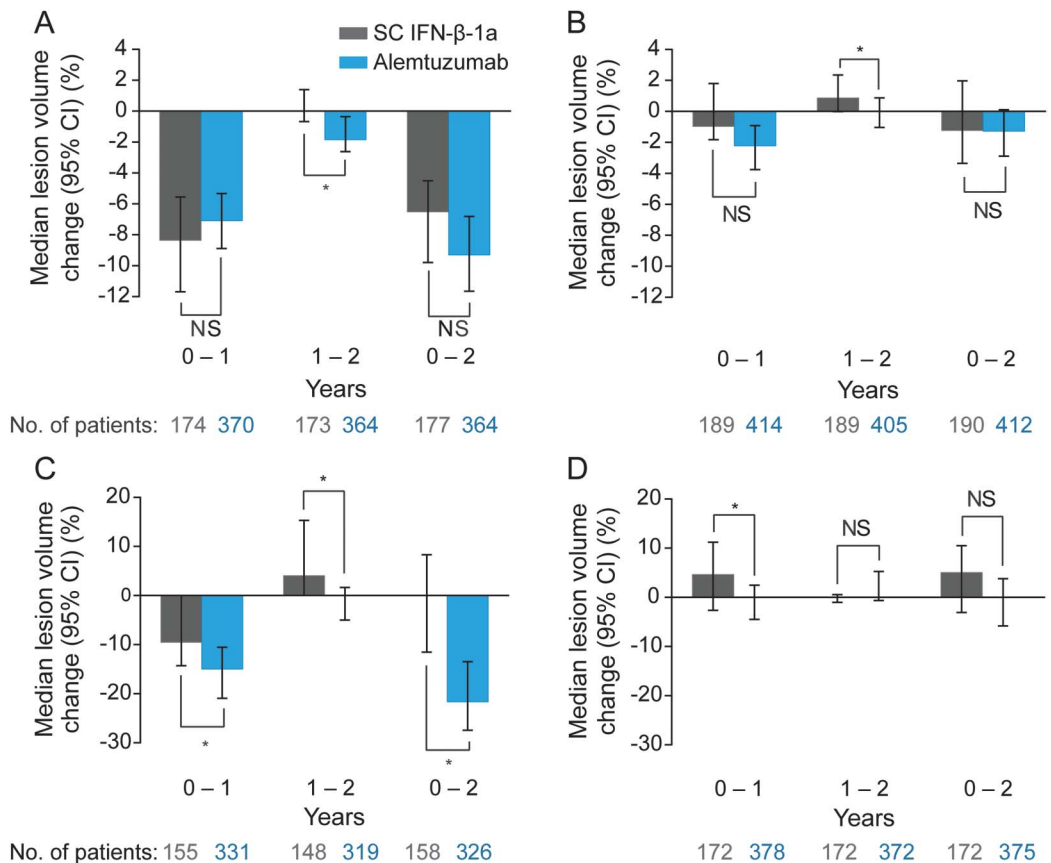 A
SC IFN-β-1a
Alemtuzumab
Median lesion volume
change (95% CI) (%)
4
2
0
-2
-4
-6
-8
-10
-12
NS
*
NS
0 – 1
1 – 2
0 – 2
Years
No. of patients: 174 370 173 364 177 364
B
Median lesion volume
change (95% CI) (%)
4
2
0
-2
-4
-6
-8
-10
-12
*
NS
NS
0 – 1
1 – 2
0 – 2
Years
189 414 189 405 190 412
C
Median lesion volume
change (95% CI) (%)
20
10
0
-10
-20
-30
*
*
*
0 – 1
1 – 2
0 – 2
Years
No. of patients: 155 331 148 319 158 326
D
Median lesion volume
change (95% CI) (%)
20
10
0
-10
-20
-30
*
NS
NS
0 – 1
1 – 2
0 – 2
Years
172 378 172 372 172 375